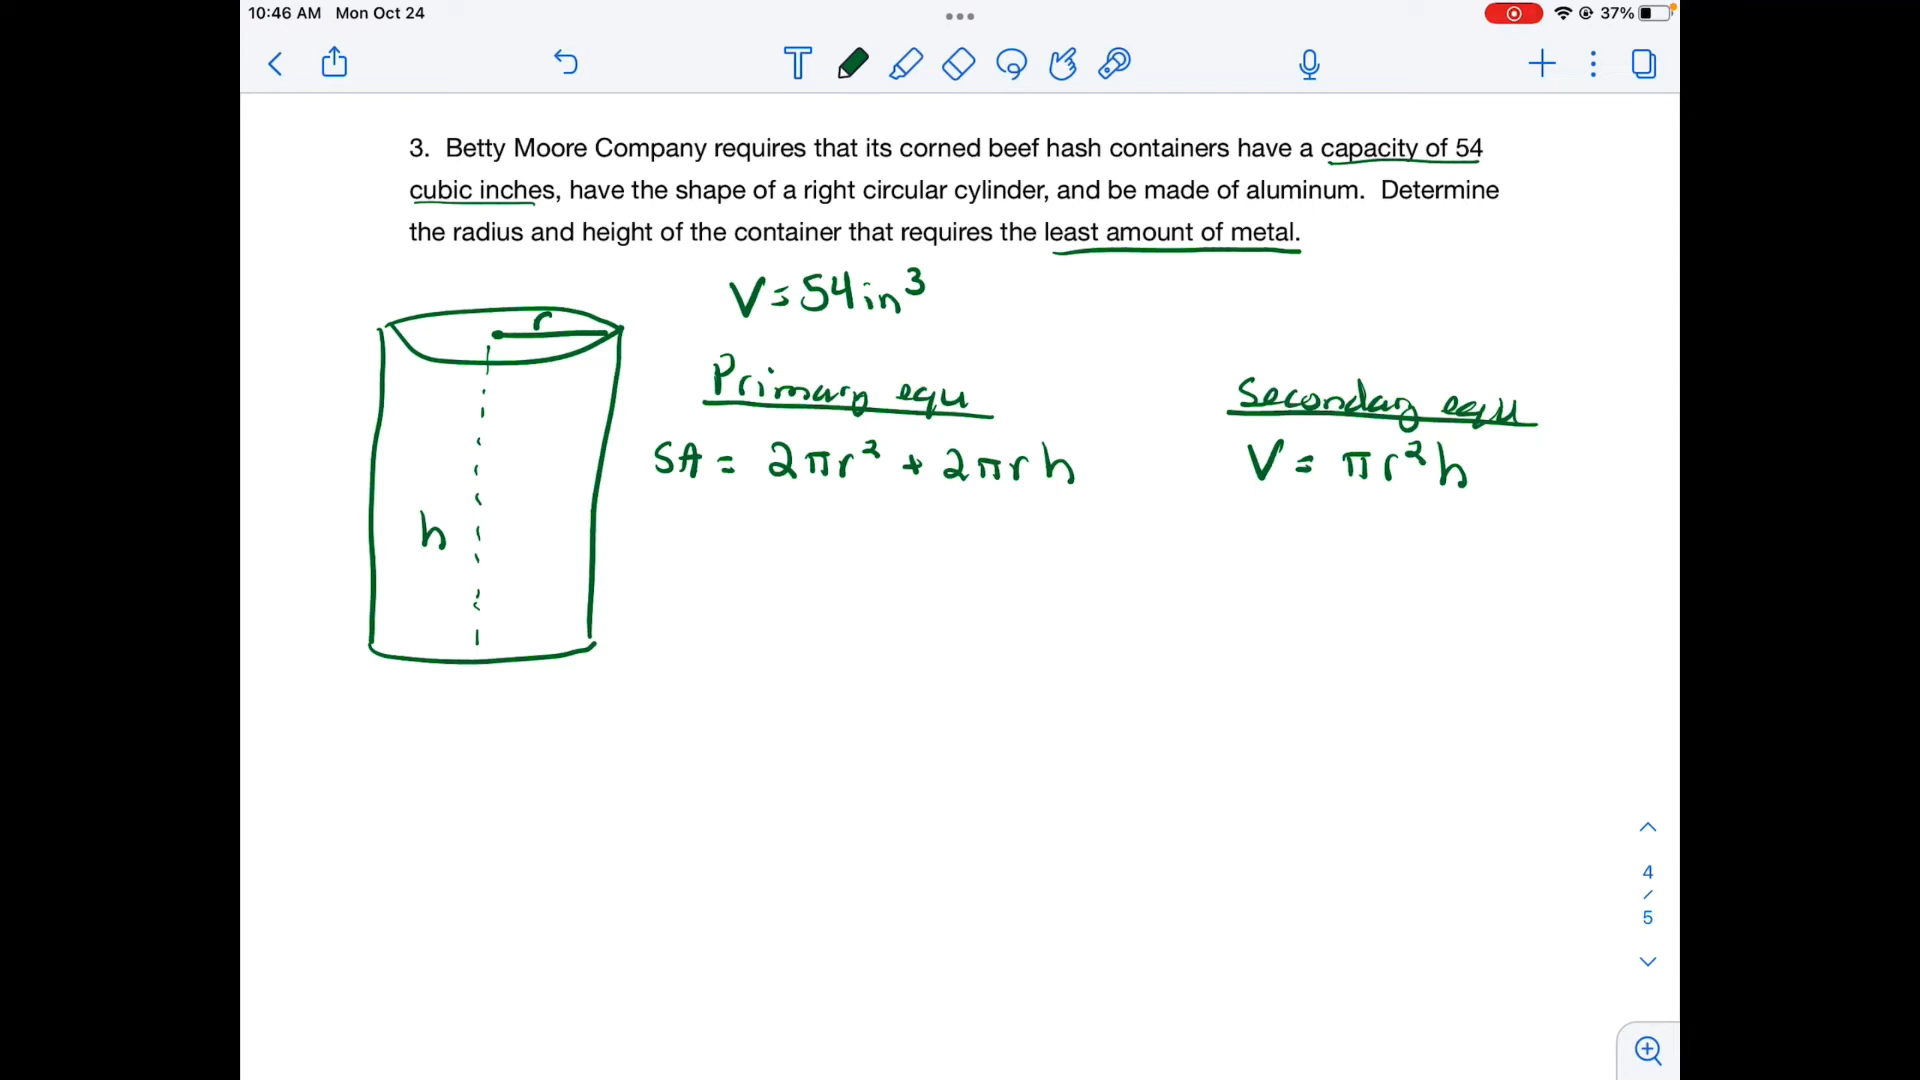 10:46 AM Mon Oct 24
37%
3. Betty Moore Company requires that its corned beef hash containers have a capacity of 54
cubic inches, have the shape of a right circular cylinder, and be made of aluminum. Determine
the radius and height of the container that requires the least amount of metal.
V = 54in³
r
Primary equ
Secondary equ
SA = 2πr² + 2πrh
V = πr²h
h
4
/
5